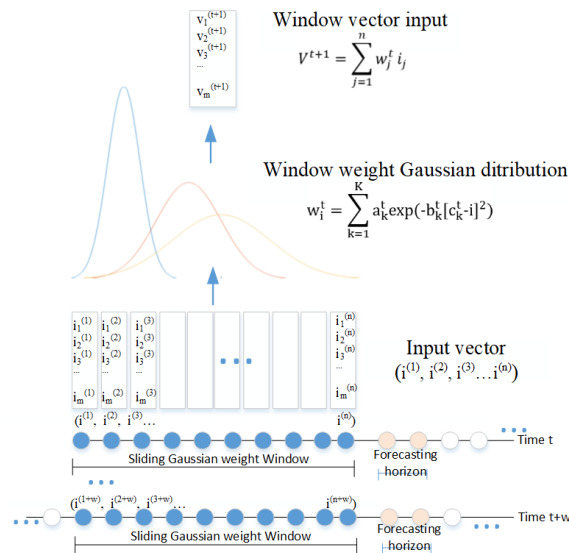 v₁⁽ᵗ⁺¹⁾
v₂⁽ᵗ⁺¹⁾
v₃⁽ᵗ⁺¹⁾
...
vₘ⁽ᵗ⁺¹⁾
Window vector input
V^{t+1} = \sum_{j=1}^{n} w_j^t i_j
Window weight Gaussian ditribution
w_i^t = \sum_{k=1}^{K} a_k^t exp(-b_k^t[c_k^t-i]^2)
i₁⁽¹⁾ i₁⁽²⁾ i₁⁽³⁾ i₁⁽ⁿ⁾
i₂⁽¹⁾ i₂⁽²⁾ i₂⁽³⁾ i₂⁽ⁿ⁾
i₃⁽¹⁾ i₃⁽²⁾ i₃⁽³⁾ i₃⁽ⁿ⁾
... ... ... ...
iₘ⁽¹⁾ iₘ⁽²⁾ iₘ⁽³⁾ iₘ⁽ⁿ⁾
Input vector
(i⁽¹⁾, i⁽²⁾, i⁽³⁾...i⁽ⁿ⁾)
(i⁽¹⁾, i⁽²⁾, i⁽³⁾... i⁽ⁿ⁾)
Time t
Sliding Gaussian weight Window
Forecasting
horizon
(i⁽¹⁺ʷ⁾, i⁽²⁺ʷ⁾, i⁽³⁺ʷ⁾... i⁽ⁿ⁺ʷ⁾)
Time t+w
Sliding Gaussian weight Window
Forecasting
horizon